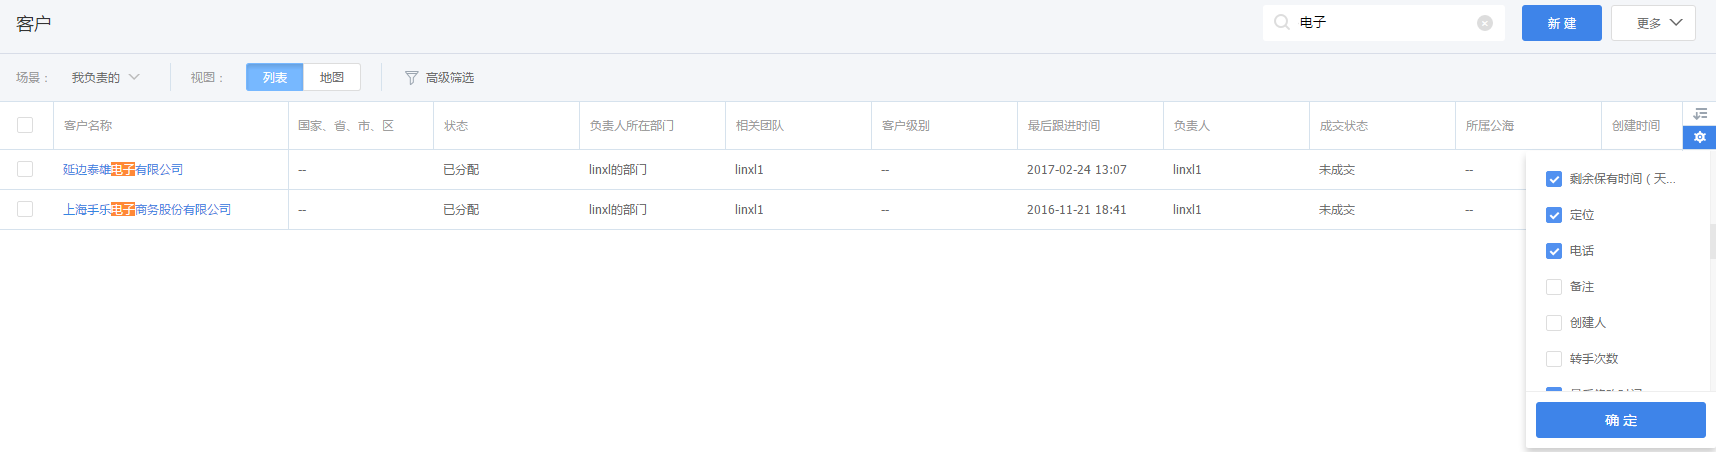 客户
电子
新建
更多
场景：
我负责的
视图：
列表
地图
高级筛选
客户名称
国家、省、市、区
状态
负责人所在部门
相关团队
客户级别
最后跟进时间
负责人
成交状态
所属公海
创建时间
延边泰雄电子有限公司
--
已分配
linxl的部门
linxl1
--
2017-02-24 13:07
linxl1
未成交
--
上海手乐电子商务股份有限公司
--
已分配
linxl的部门
linxl1
--
2016-11-21 18:41
linxl1
未成交
--
剩余保有时间（天...
定位
电话
备注
创建人
转手次数
确定